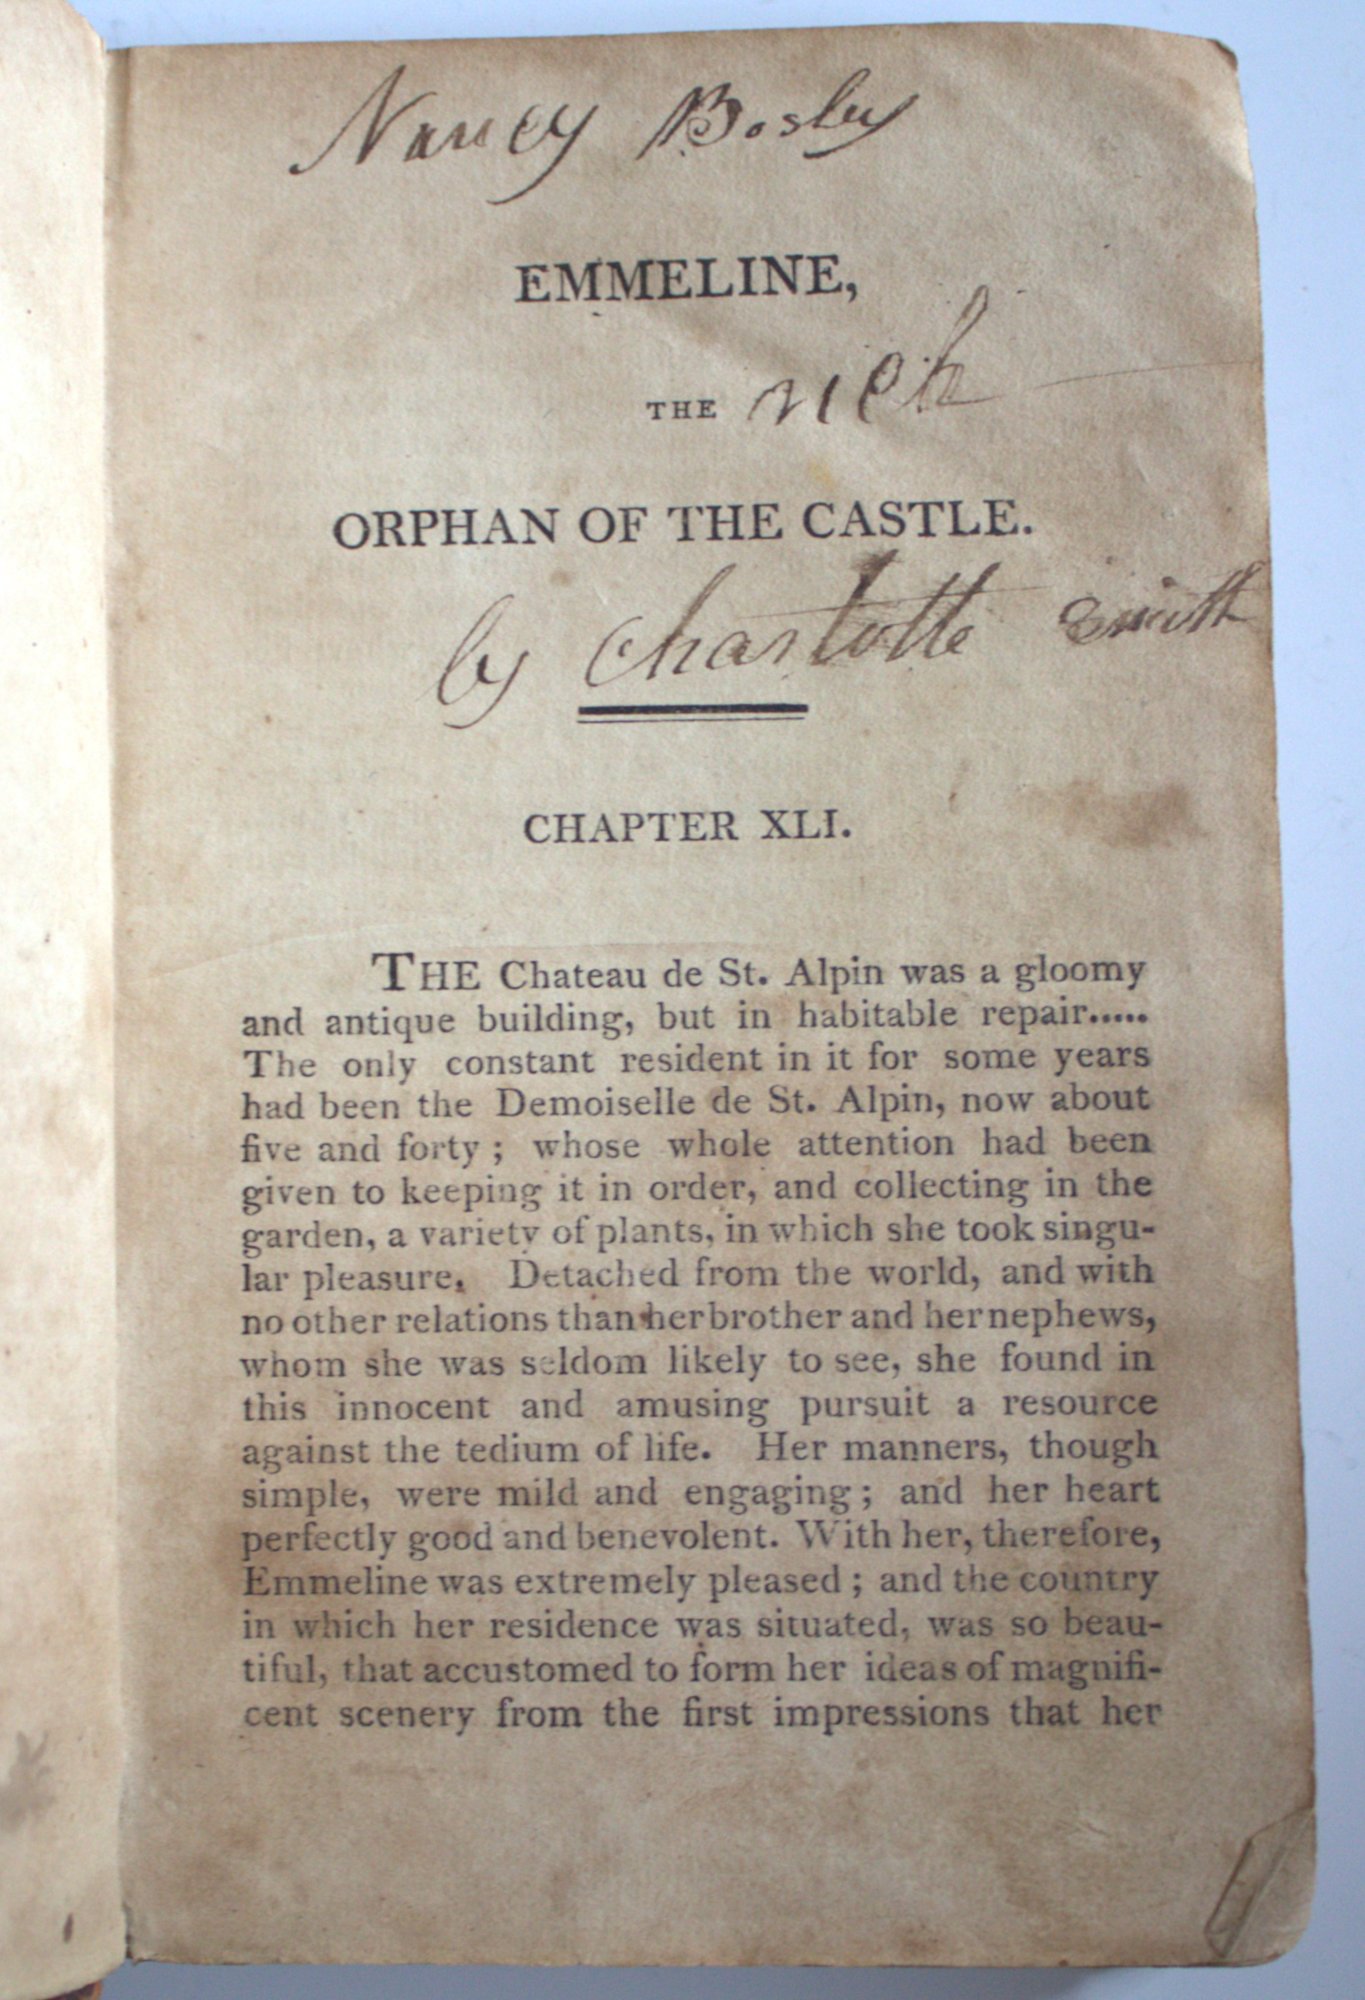 Nancy Bosley
EMMELINE,
THE rich
ORPHAN OF THE CASTLE.
by Charlotte Smith
CHAPTER XLI.
THE Chateau de St. Alpin was a gloomy
and antique building, but in habitable repair.....
The only constant resident in it for some years
had been the Demoiselle de St. Alpin, now about
five and forty ; whose whole attention had been
given to keeping it in order, and collecting in the
garden, a variety of plants, in which she took singu-
lar pleasure. Detached from the world, and with
no other relations than her brother and her nephews,
whom she was seldom likely to see, she found in
this innocent and amusing pursuit a resource
against the tedium of life. Her manners, though
simple, were mild and engaging ; and her heart
perfectly good and benevolent. With her, therefore,
Emmeline was extremely pleased ; and the country
in which her residence was situated, was so beau-
tiful, that accustomed to form her ideas of magnifi-
cent scenery from the first impressions that her